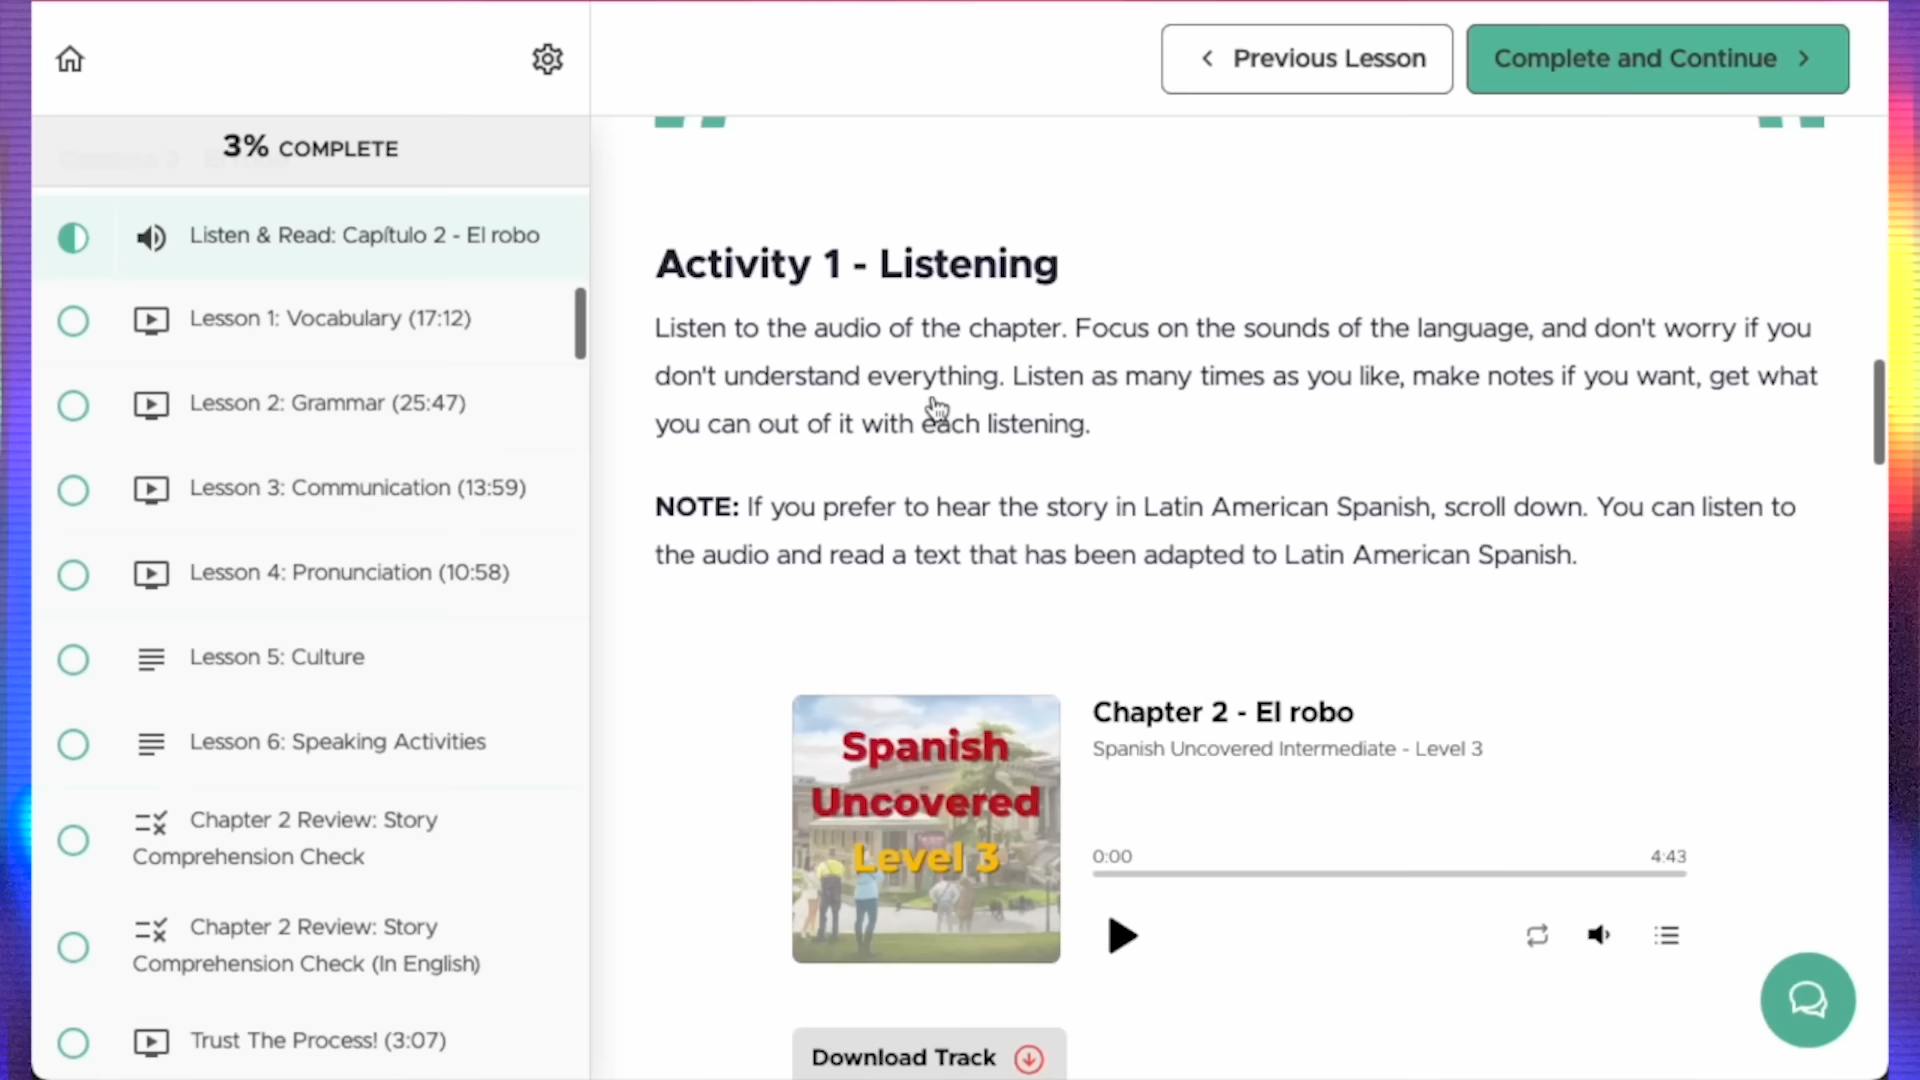 Previous Lesson
Complete and Continue
3% COMPLETE
Listen & Read: Capítulo 2 - El robo
Lesson 1: Vocabulary (17:12)
Lesson 2: Grammar (25:47)
Lesson 3: Communication (13:59)
Lesson 4: Pronunciation (10:58)
Lesson 5: Culture
Lesson 6: Speaking Activities
Chapter 2 Review: Story
Comprehension Check
Chapter 2 Review: Story
Comprehension Check (In English)
Trust The Process! (3:07)
Activity 1 - Listening
Listen to the audio of the chapter. Focus on the sounds of the language, and don't worry if you
don't understand everything. Listen as many times as you like, make notes if you want, get what
you can out of it with each listening.
NOTE: If you prefer to hear the story in Latin American Spanish, scroll down. You can listen to
the audio and read a text that has been adapted to Latin American Spanish.
Spanish
Uncovered
Level 3
Chapter 2 - El robo
Spanish Uncovered Intermediate - Level 3
0:00
4:43
Download Track